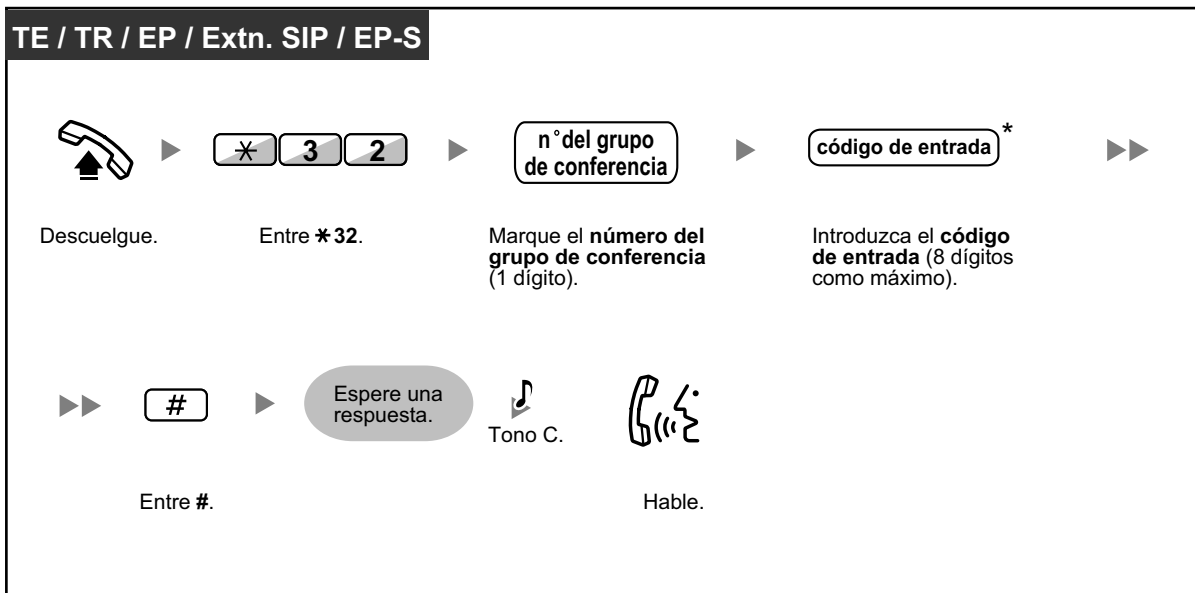 TE / TR / EP / Extn. SIP / EP-S
* 3 2
n°del grupo
de conferencia
código de entrada *
Descuelgue.
Entre *32.
Marque el número del
grupo de conferencia
(1 dígito).
Introduzca el código
de entrada (8 dígitos
como máximo).
#
Espere una
respuesta.
Tono C.
Entre #.
Hable.